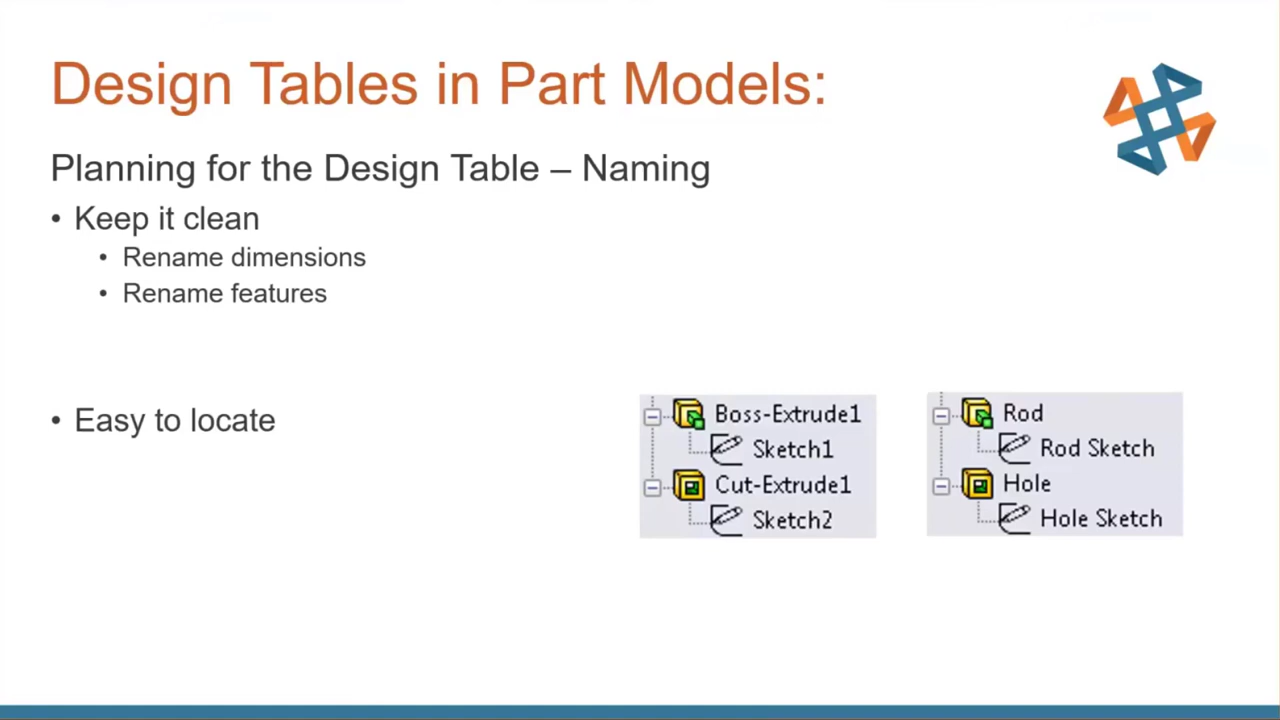 Design Tables in Part Models:
Planning for the Design Table – Naming
• Keep it clean
• Rename dimensions
• Rename features
• Easy to locate
Boss-Extrude1
Sketch1
Cut-Extrude1
Sketch2
Rod
Rod Sketch
Hole
Hole Sketch